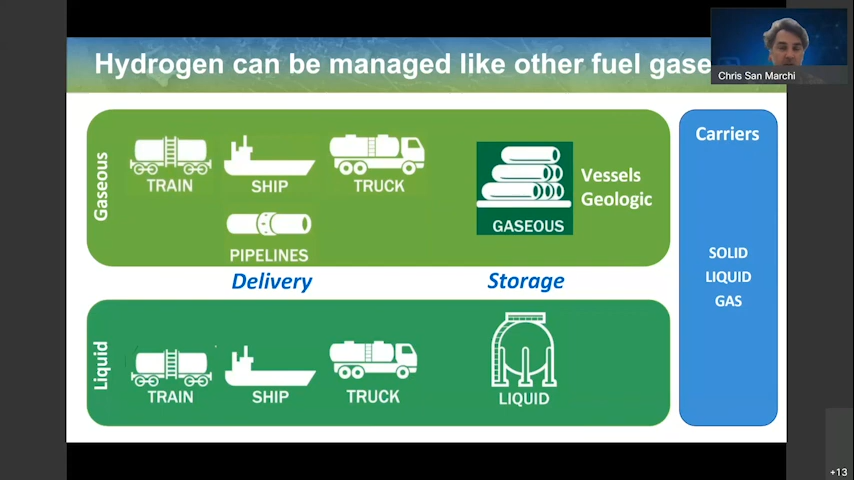 Hydrogen can be managed like other fuel gase
Chris San Marchi
Gaseous
TRAIN
SHIP
TRUCK
PIPELINES
GASEOUS
Vessels
Geologic
Delivery
Storage
Liquid
TRAIN
SHIP
TRUCK
LIQUID
Carriers
SOLID
LIQUID
GAS
+13